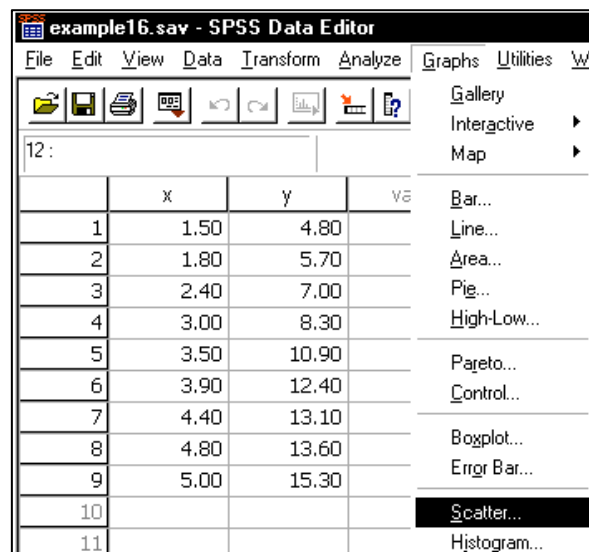 SPSS
example16.sav - SPSS Data Editor
File Edit View Data Transform Analyze Graphs Utilities W
Gallery
Interactive
Map
12 :
x y va
1 1.50 4.80
2 1.80 5.70
3 2.40 7.00
4 3.00 8.30
5 3.50 10.90
6 3.90 12.40
7 4.40 13.10
8 4.80 13.60
9 5.00 15.30
10
11
Bar...
Line...
Area...
Pie...
High-Low...
Pareto...
Control...
Boxplot...
Error Bar...
Scatter...
Histogram...